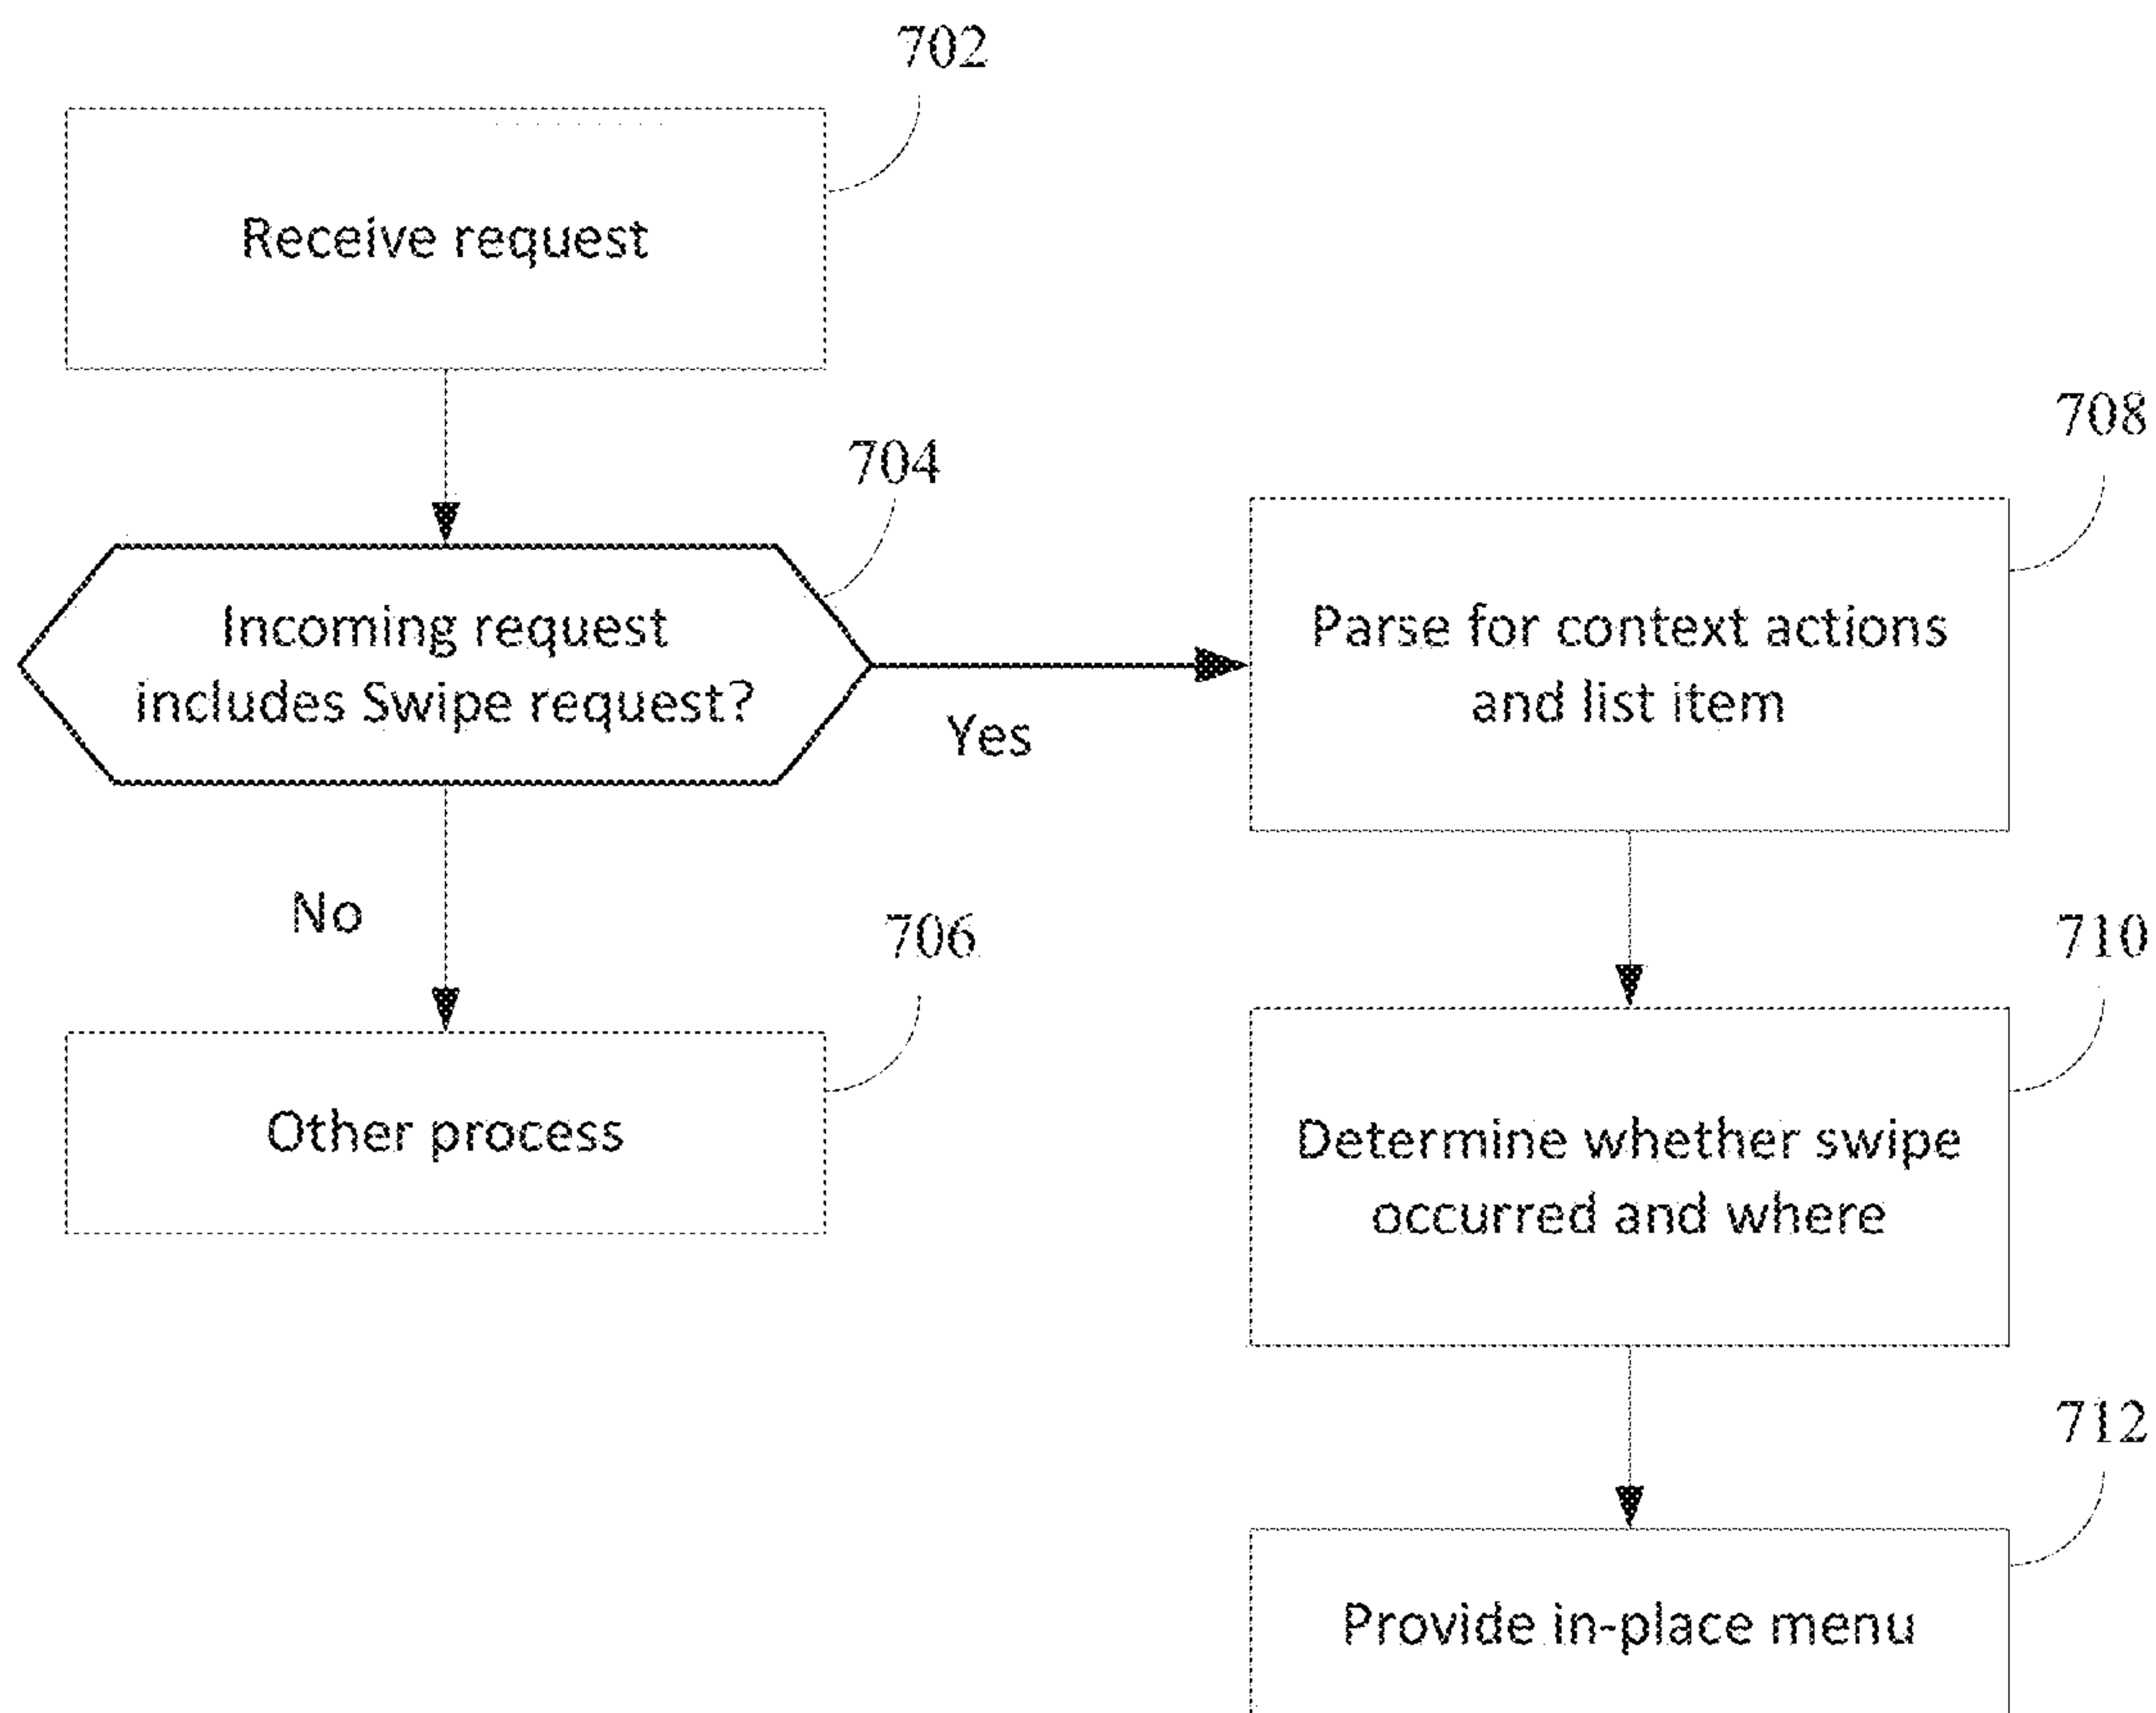 702
Receive request
704
Incoming request
includes Swipe request?
Yes
No
706
Other process
708
Parse for context actions
and list item
710
Determine whether swipe
occurred and where
712
Provide in-place menu